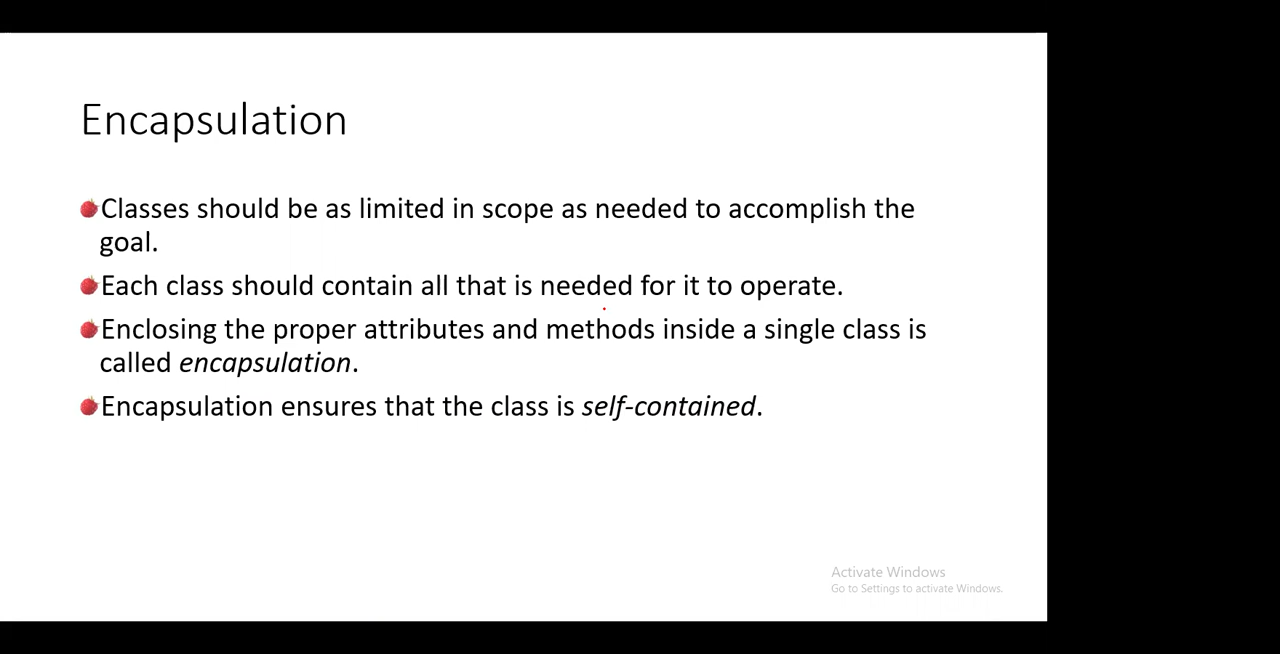 Encapsulation
Classes should be as limited in scope as needed to accomplish the
goal.
Each class should contain all that is needed for it to operate.
Enclosing the proper attributes and methods inside a single class is
called encapsulation.
Encapsulation ensures that the class is self-contained.
Activate Windows
Go to Settings to activate Windows.